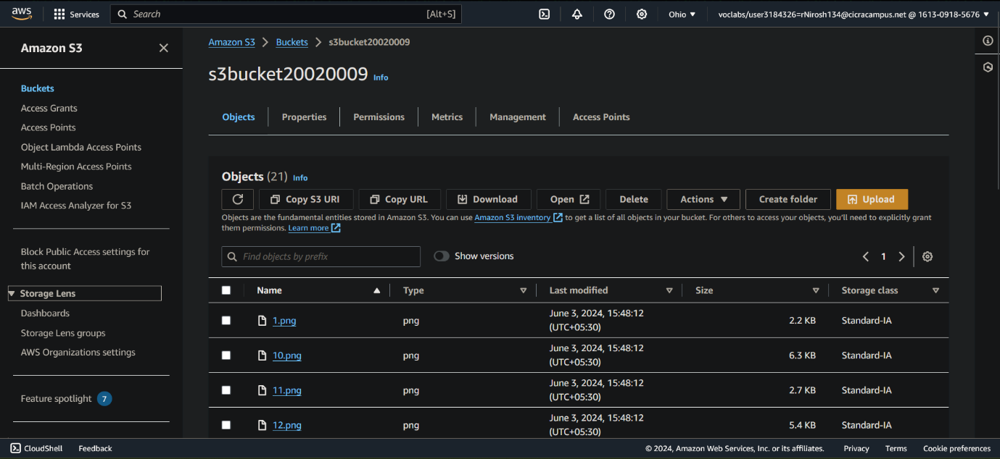 aws Services Search [Alt+S] Ohio ▼ voclabs/user3184326=rNirosh134@cicracampus.net @ 1613-0918-5676 ▼
Amazon S3
Buckets
Access Grants
Access Points
Object Lambda Access Points
Multi-Region Access Points
Batch Operations
IAM Access Analyzer for S3
Block Public Access settings for
this account
Storage Lens
Dashboards
Storage Lens groups
AWS Organizations settings
Feature spotlight 7
Amazon S3 > Buckets > s3bucket20020009
s3bucket20020009 Info
Objects Properties Permissions Metrics Management Access Points
Objects (21) Info
Copy S3 URI Copy URL Download Open Delete Actions ▼ Create folder Upload
Objects are the fundamental entities stored in Amazon S3. You can use Amazon S3 inventory to get a list of all objects in your bucket. For others to access your objects, you'll need to explicitly grant
them permissions. Learn more
Find objects by prefix Show versions < 1 >
Name Type Last modified Size Storage class
1.png png June 3, 2024, 15:48:12 2.2 KB Standard-IA
(UTC+05:30)
10.png png June 3, 2024, 15:48:12 6.3 KB Standard-IA
(UTC+05:30)
11.png png June 3, 2024, 15:48:12 2.7 KB Standard-IA
(UTC+05:30)
12.png png June 3, 2024, 15:48:12 5.4 KB Standard-IA
(UTC+05:30)
CloudShell Feedback © 2024, Amazon Web Services, Inc. or its affiliates. Privacy Terms Cookie preferences